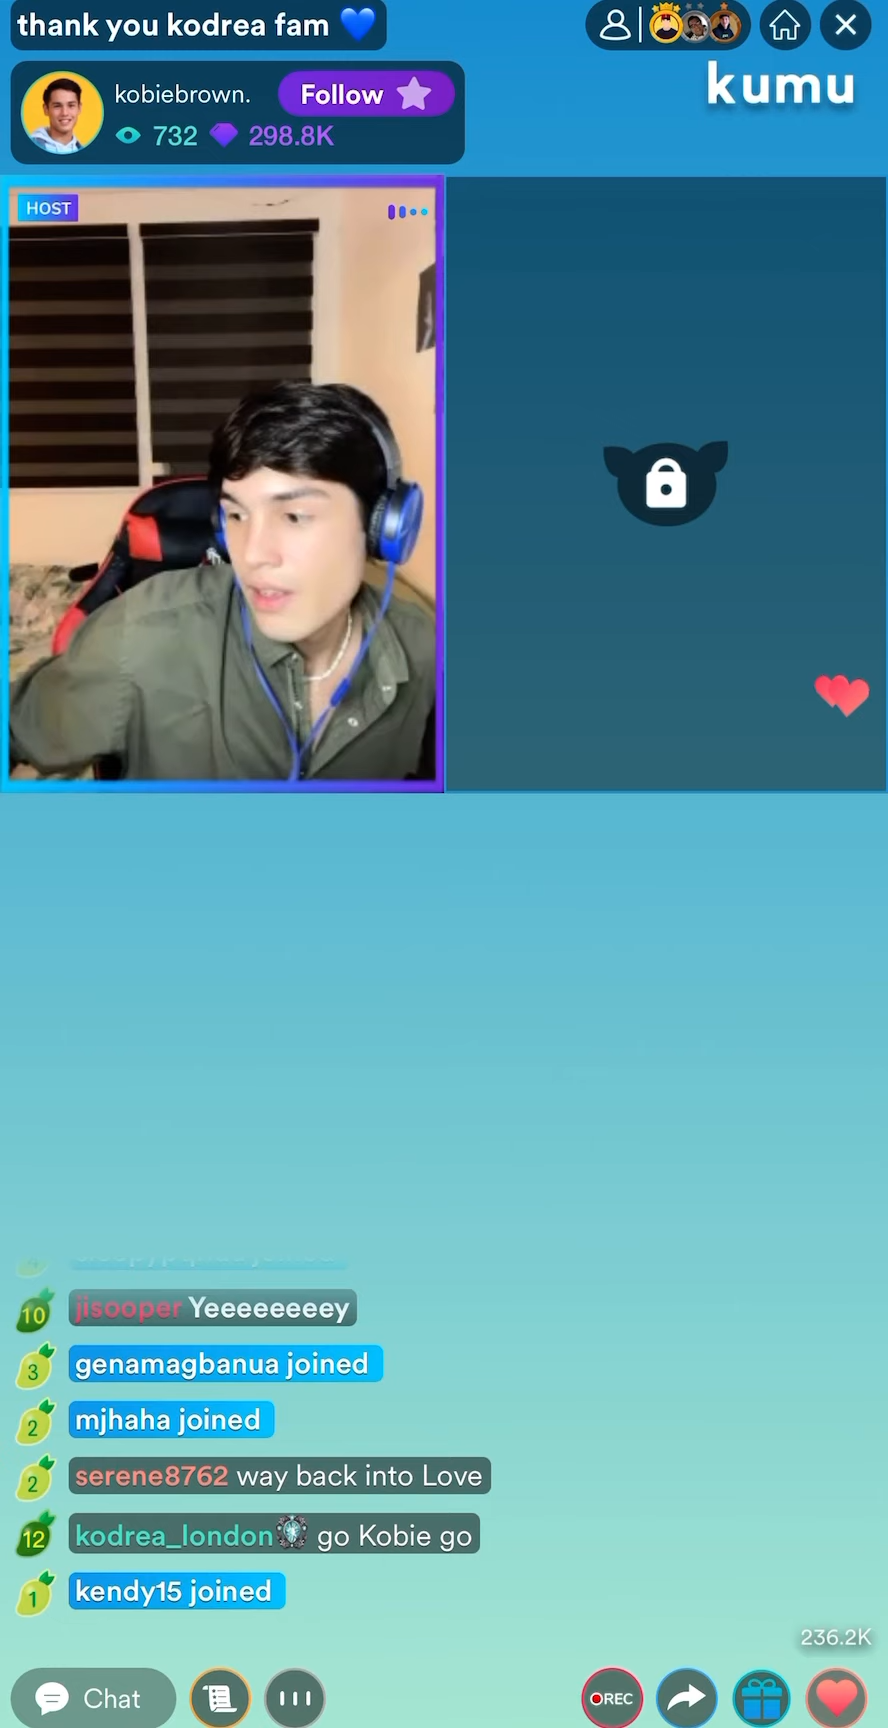 thank you kodrea fam 💙
kobiebrown.
Follow
732 298.8K
kumu
HOST
10 jisooper Yeeeeeeeey
3 genamagbanua joined
2 mjhaha joined
2 serene8762 way back into Love
12 kodrea_london go Kobie go
1 kendy15 joined
236.2K
Chat
REC